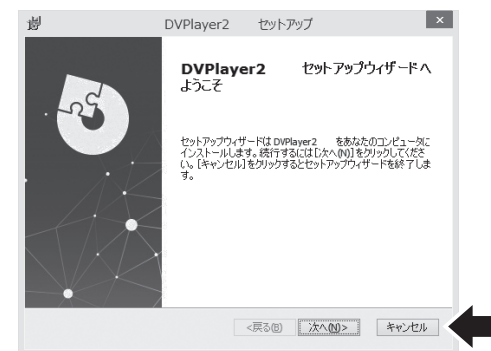 DVPlayer2 セットアップ
DVPlayer2 セットアップウィザードへ
ようこそ
セットアップウィザードは DVPlayer2 をあなたのコンピュータに
インストールします。続行するには[次へ(N)]をクリックしてくださ
い。[キャンセル]をクリックするとセットアップウィザードを終了しま
す。
<戻る(B) 次へ(N)> キャンセル